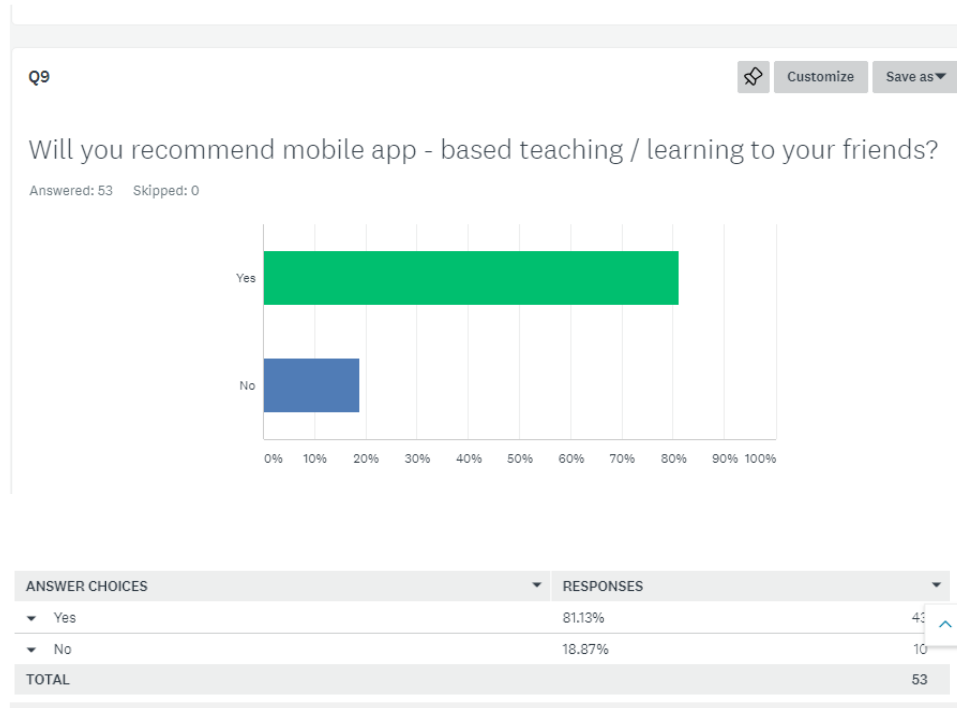 Q9
Customize
Save as
Will you recommend mobile app - based teaching / learning to your friends?
Answered: 53 Skipped: 0
Yes
No
0% 10% 20% 30% 40% 50% 60% 70% 80% 90% 100%
ANSWER CHOICES RESPONSES
Yes 81.13% 43
No 18.87% 10
TOTAL 53